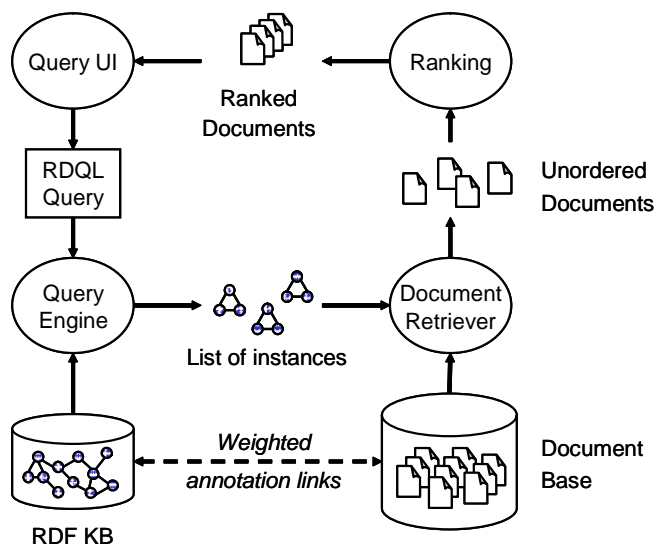 Query UI
Ranked
Documents
Ranking
RDQL
Query
Unordered
Documents
Query
Engine
List of instances
Document
Retriever
Weighted
annotation links
Document
Base
RDF KB